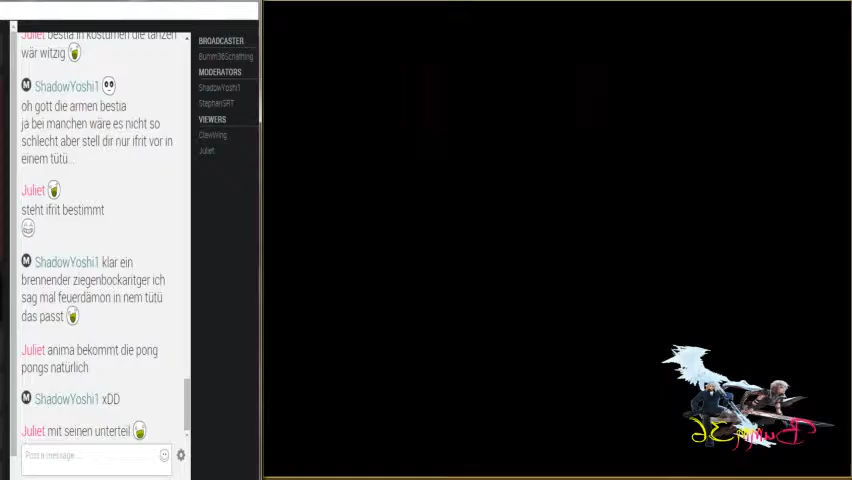 Juliet bestia in kostümen die tanzen
wär witzig
M ShadowYoshi1
oh gott die armen bestia
ja bei manchen wäre es nicht so
schlecht aber stell dir nur ifrit vor in
einem tütü...
Juliet
steht ifrit bestimmt
M ShadowYoshi1 klar ein
brennender ziegenbockaritger ich
sag mal feuerdämon in nem tütü
das passt
Juliet anima bekommt die pong
pongs natürlich
M ShadowYoshi1 xDD
Juliet mit seinen unterteil
Post a message...
BROADCASTER
MODERATORS
ShadowYoshi1
StephanSRT
VIEWERS
ClawWing
Juliet